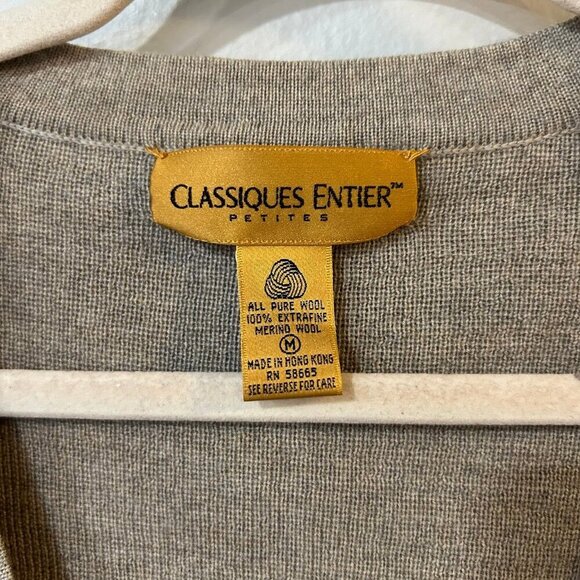 CLASSIQUES ENTIER™
PETITES
ALL PURE WOOL
100% EXTRAFINE
MERINO WOOL
M
MADE IN HONG KONG
RN 58665
SEE REVERSE FOR CARE